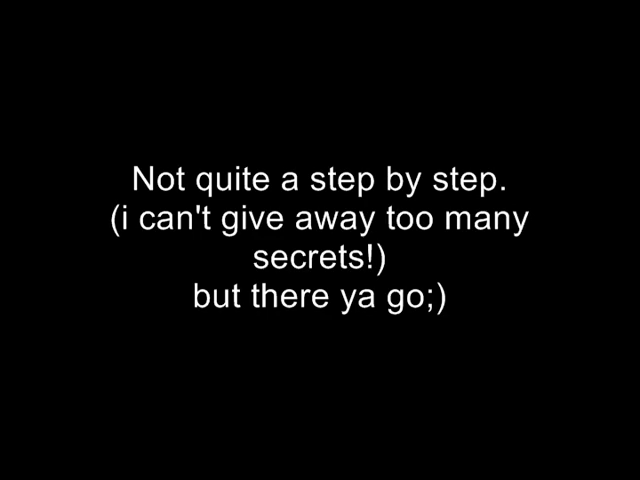 Not quite a step by step.
(i can't give away too many
secrets!)
but there ya go;)